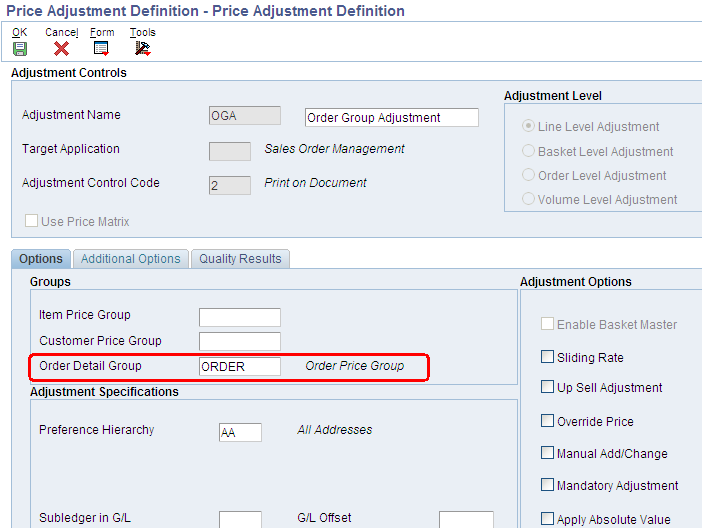 Price Adjustment Definition - Price Adjustment Definition
OK Cancel Form Tools
Adjustment Controls
Adjustment Name OGA Order Group Adjustment
Target Application Sales Order Management
Adjustment Control Code 2 Print on Document
Use Price Matrix
Adjustment Level
Line Level Adjustment
Basket Level Adjustment
Order Level Adjustment
Volume Level Adjustment
Options Additional Options Quality Results
Groups
Item Price Group
Customer Price Group
Order Detail Group ORDER Order Price Group
Adjustment Specifications
Preference Hierarchy AA All Addresses
Subledger in G/L G/L Offset
Adjustment Options
Enable Basket Master
Sliding Rate
Up Sell Adjustment
Override Price
Manual Add/Change
Mandatory Adjustment
Apply Absolute Value